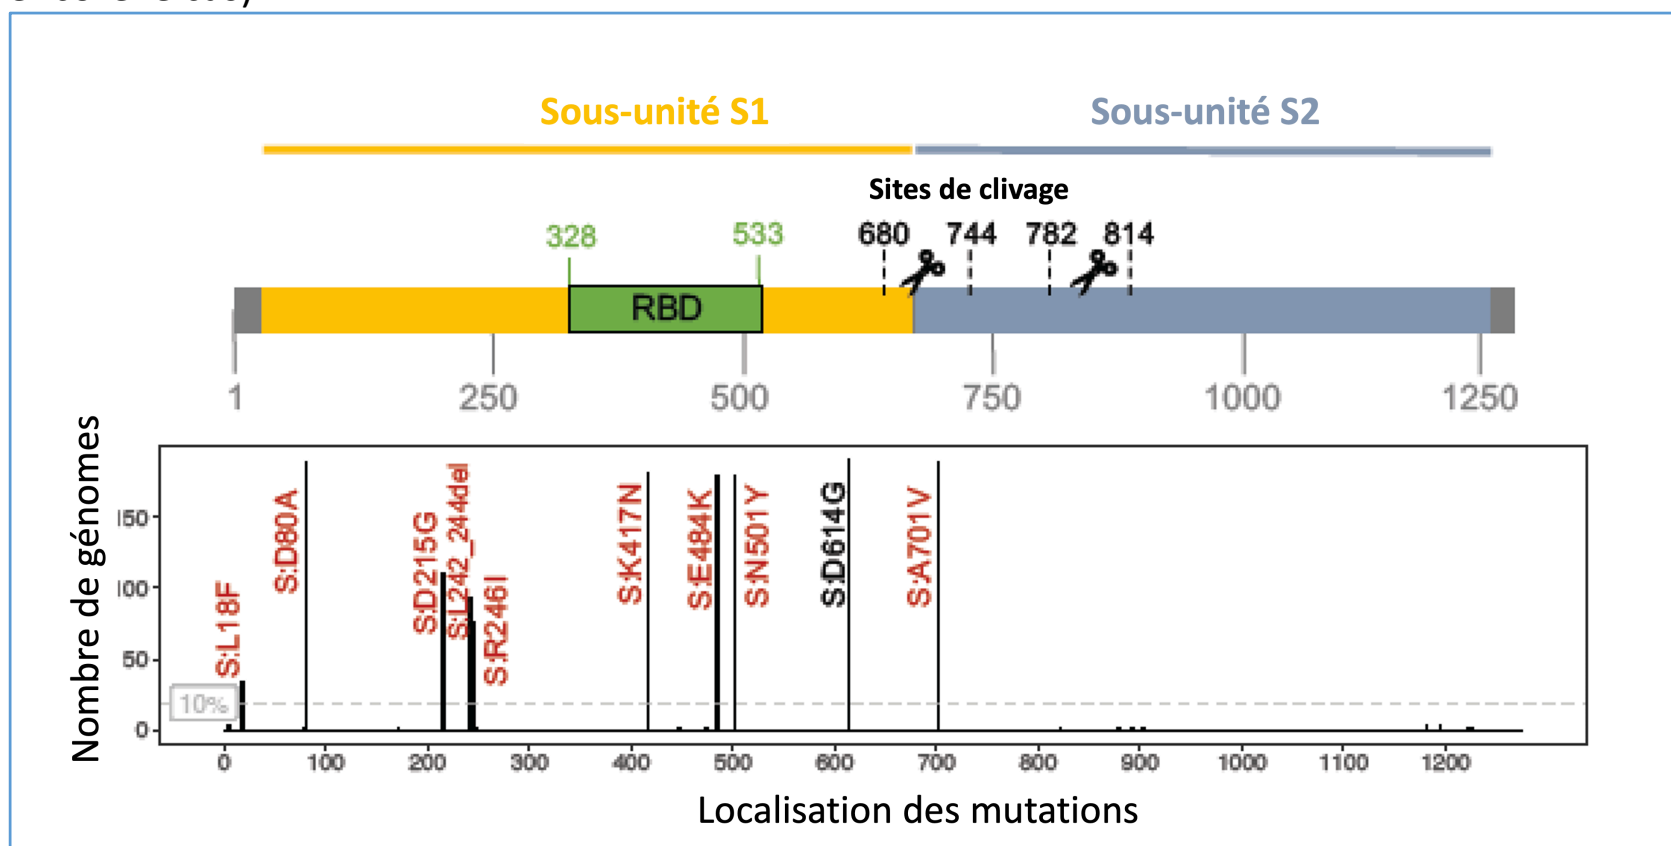 Sous-unité S1 Sous-unité S2
Sites de clivage
328 533 680 744 782 814
RBD
1 250 500 750 1000 1250
Nombre de génomes
150
100
50
0
10%
S:L18F
S:D80A
S:D215G
S:L242_244del
S:R246I
S:K417N
S:E484K
S:N501Y
S:D614G
S:A701V
0 100 200 300 400 500 600 700 800 900 1000 1100 1200
Localisation des mutations